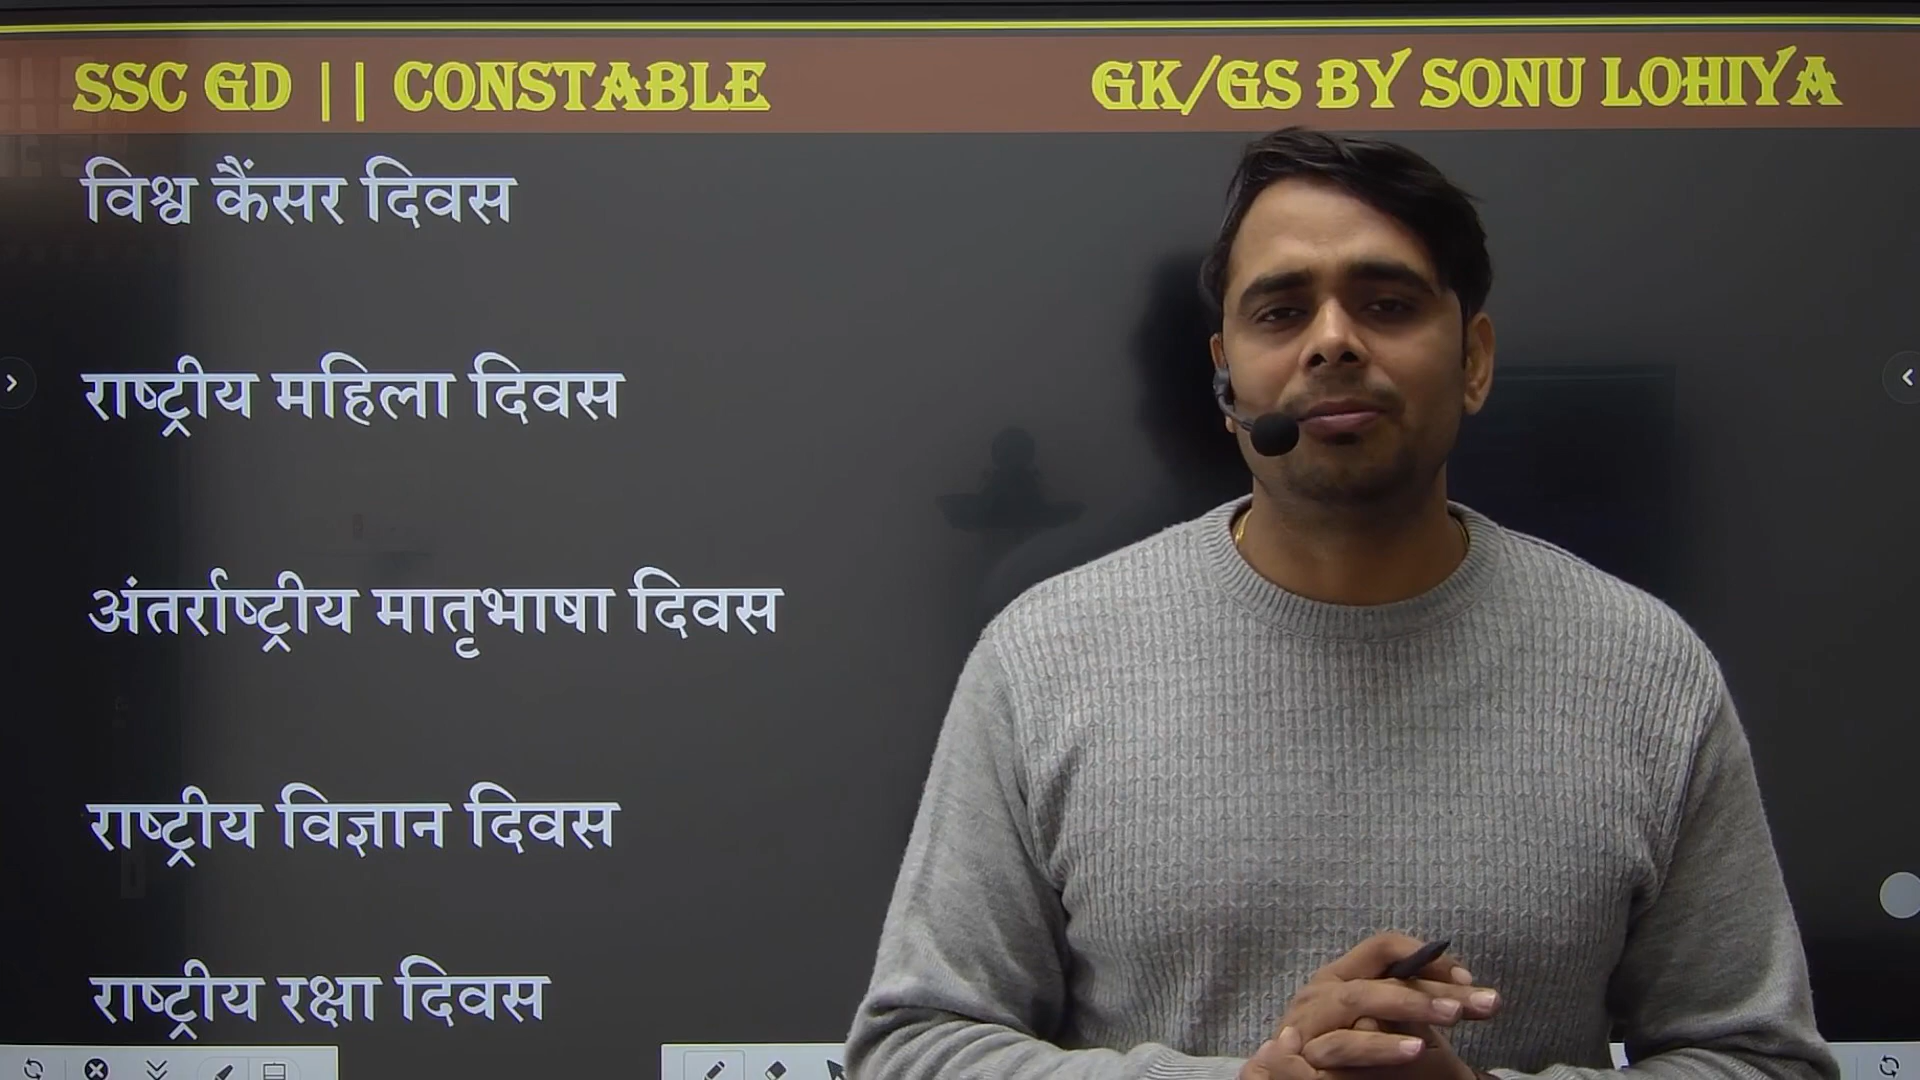 SSC GD || CONSTABLE
GK/GS BY SONU LOHIYA
विश्व कैंसर दिवस
राष्ट्रीय महिला दिवस
अंतर्राष्ट्रीय मातृभाषा दिवस
राष्ट्रीय विज्ञान दिवस
राष्ट्रीय रक्षा दिवस